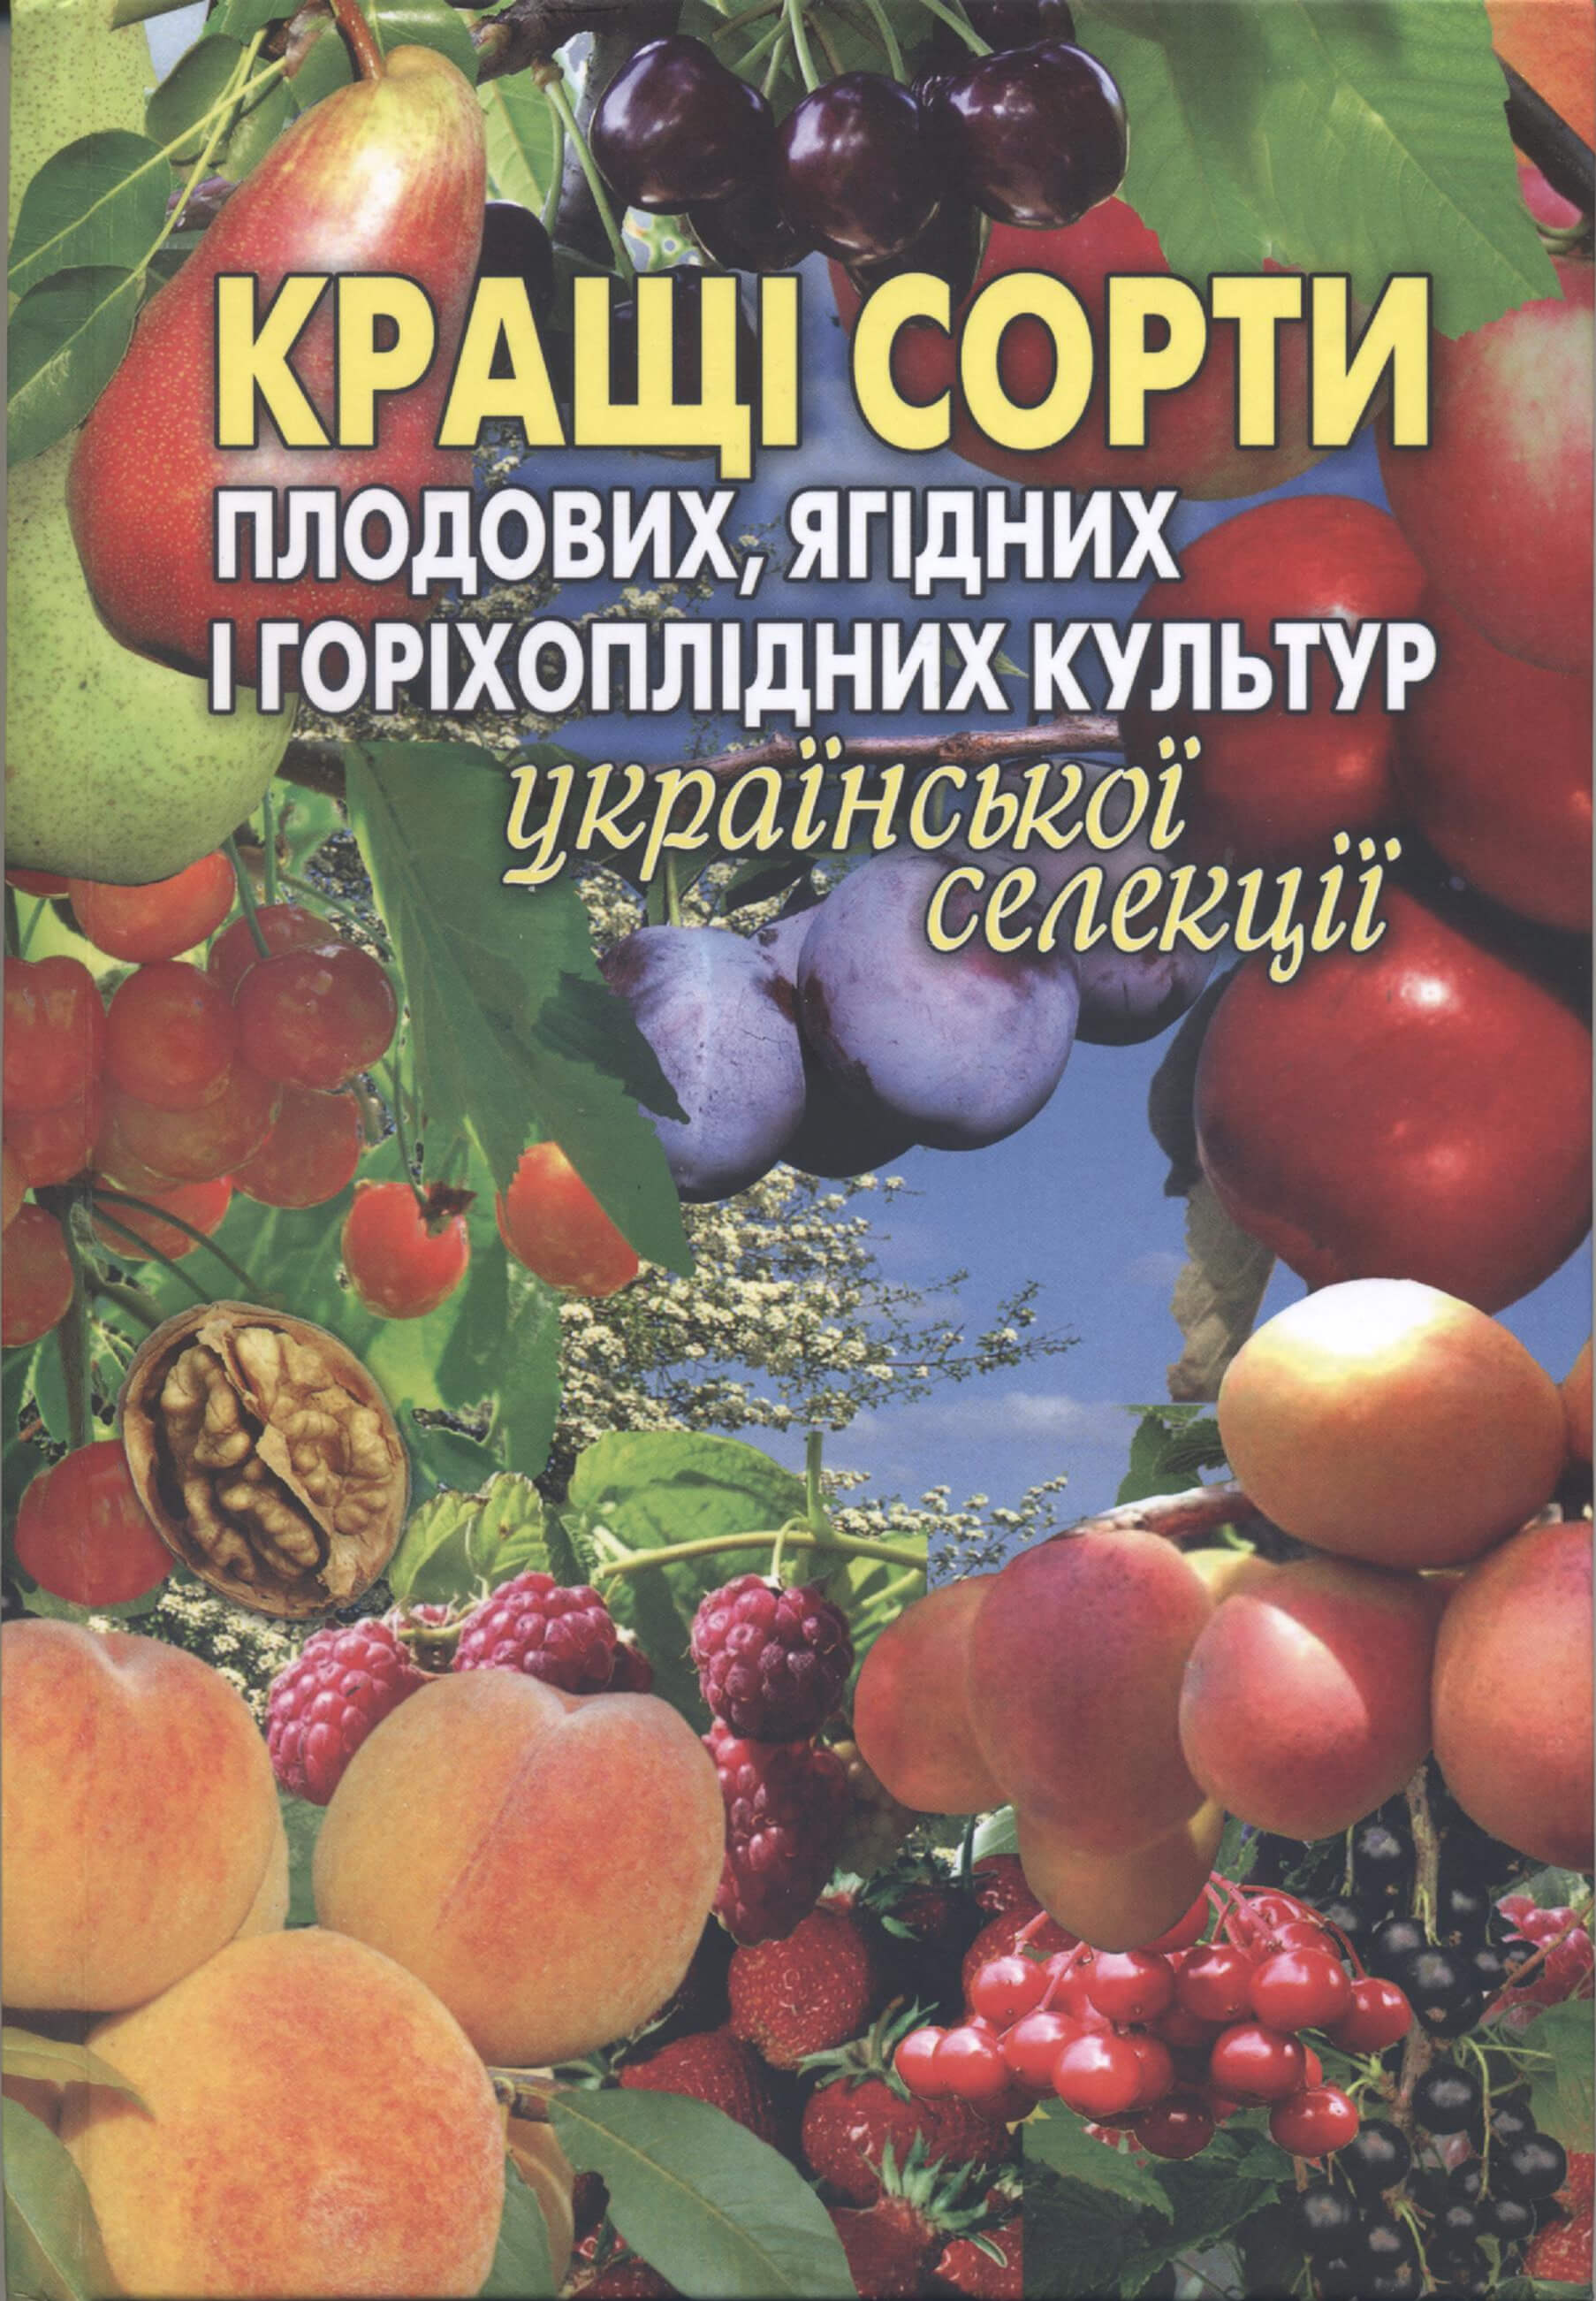 КРАЩІ СОРТИ
ПЛОДОВИХ, ЯГІДНИХ
І ГОРІХОПЛІДНИХ КУЛЬТУР
української
селекції